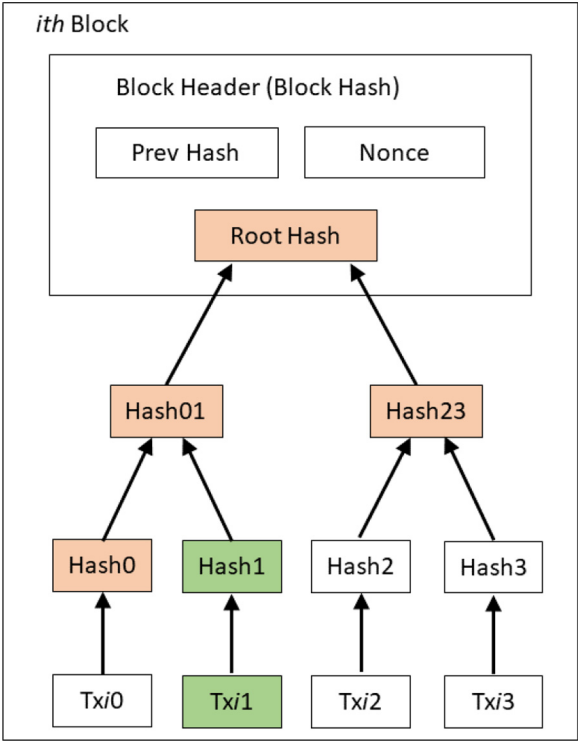 ith Block
Block Header (Block Hash)
Prev Hash
Nonce
Root Hash
Hash01
Hash23
Hash0
Hash1
Hash2
Hash3
Txi0
Txi1
Txi2
Txi3